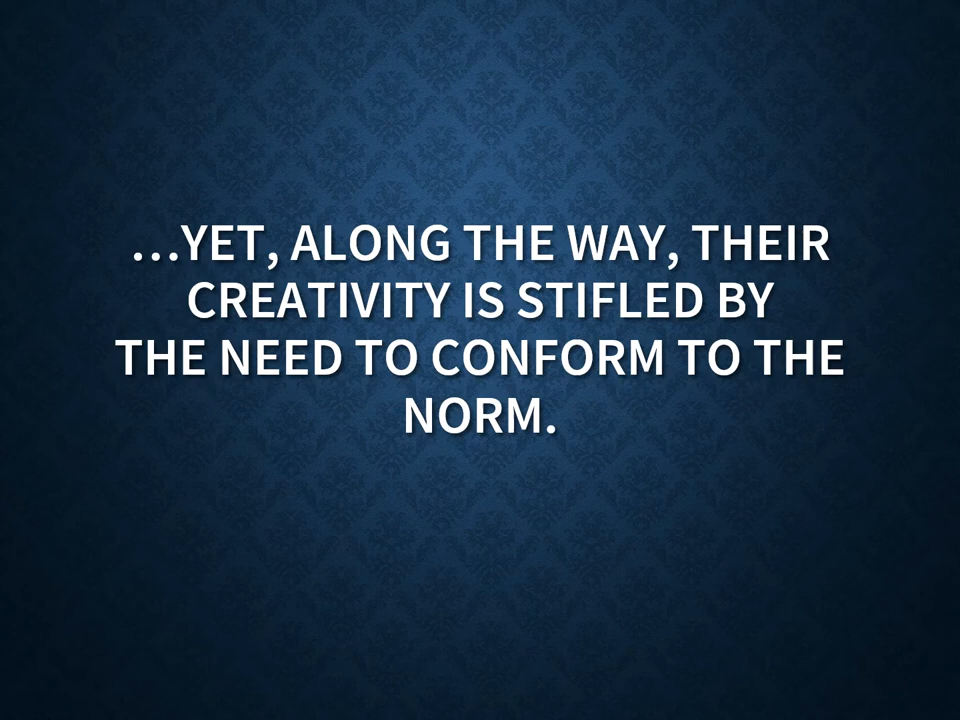 …YET, ALONG THE WAY, THEIR
CREATIVITY IS STIFLED BY
THE NEED TO CONFORM TO THE
NORM.